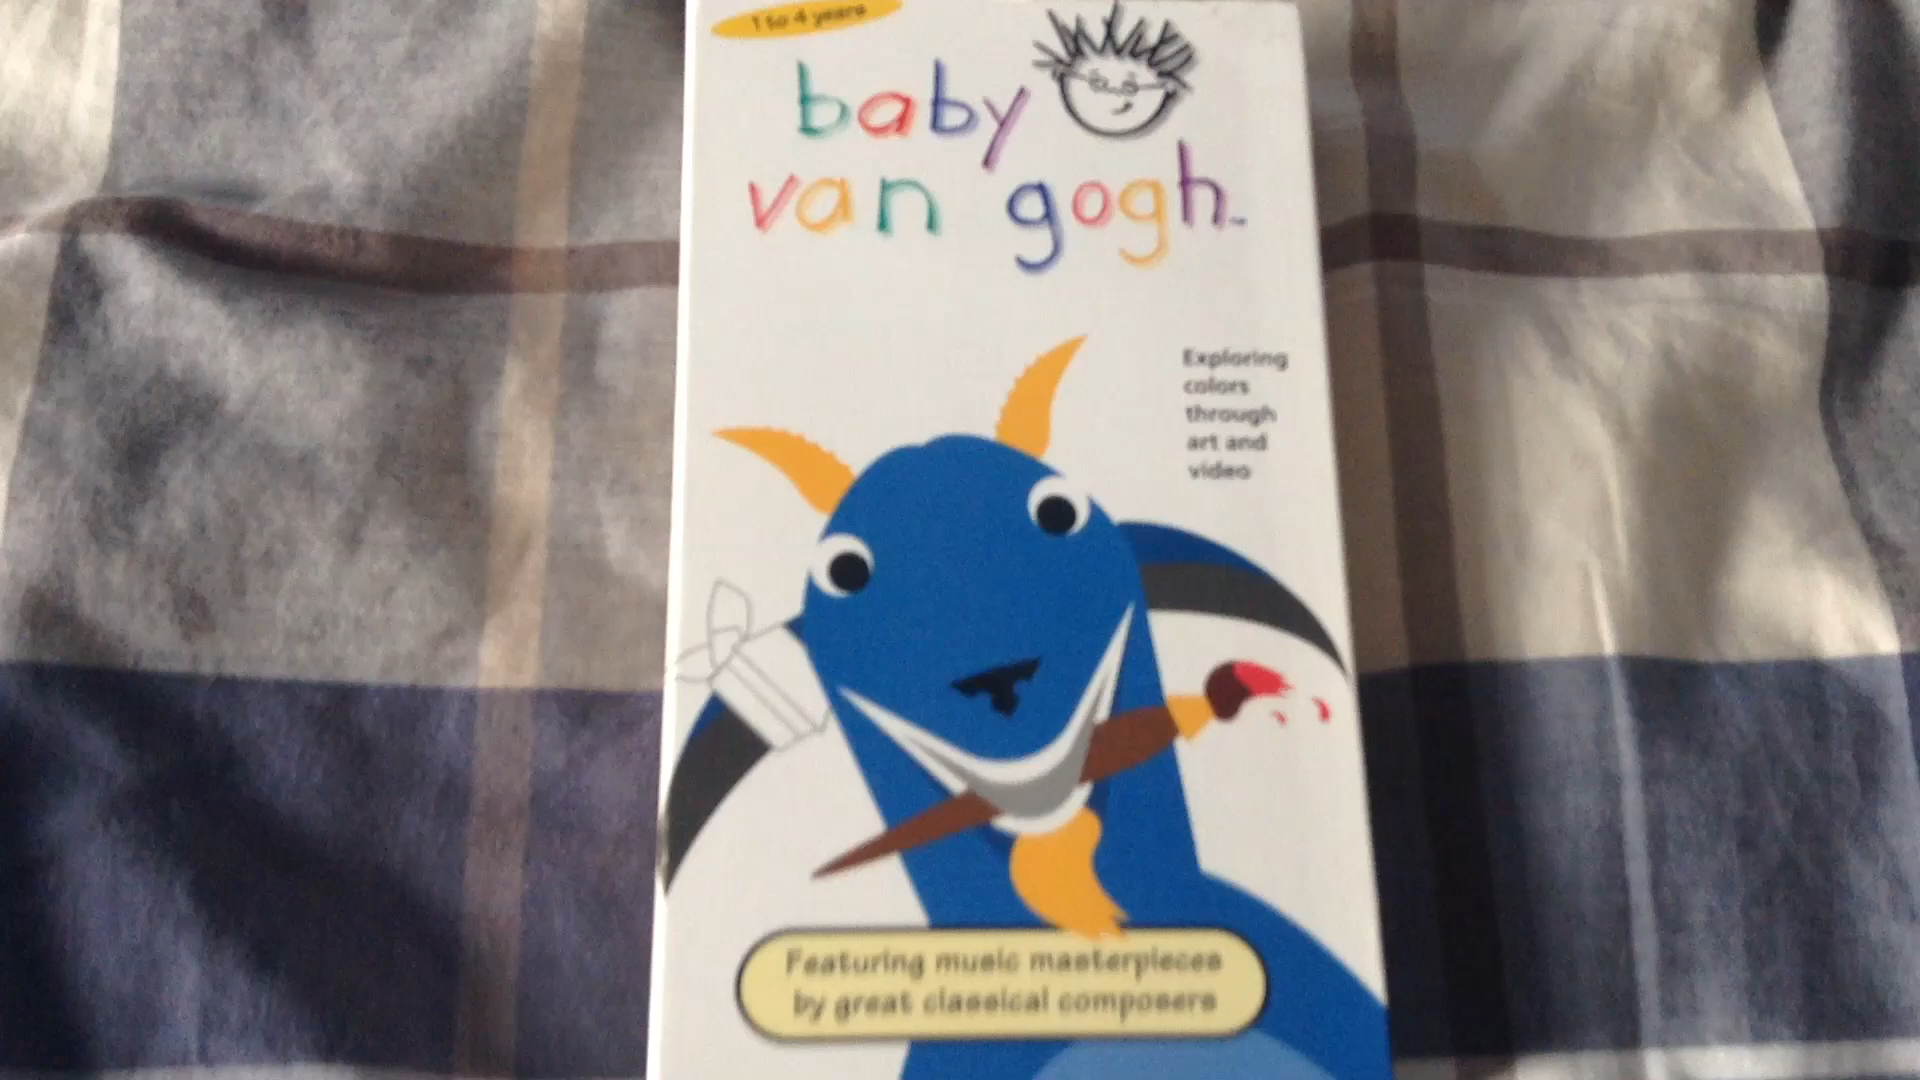 1 to 4 years
baby
van gogh™
Exploring
colors
through
art and
video
Featuring music masterpieces
by great classical composers